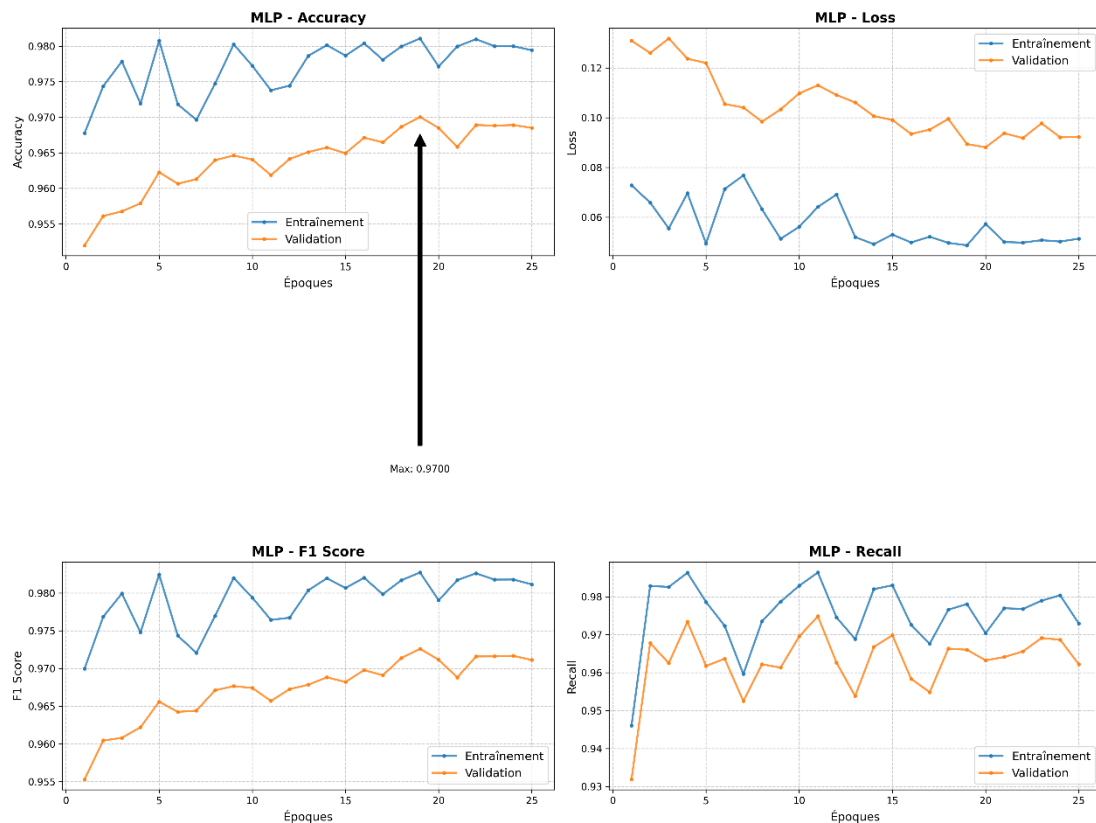 MLP - Accuracy
0.980
0.975
0.970
0.965
0.960
0.955
Accuracy
Entraînement
Validation
0
5
10
15
20
25
Époques
Max: 0.9700
MLP - Loss
0.12
0.10
0.08
0.06
Loss
Entraînement
Validation
0
5
10
15
20
25
Époques
MLP - F1 Score
0.980
0.975
0.970
0.965
0.960
0.955
F1 Score
Entraînement
Validation
0
5
10
15
20
25
Époques
MLP - Recall
0.98
0.97
0.96
0.95
0.94
0.93
Recall
Entraînement
Validation
0
5
10
15
20
25
Époques